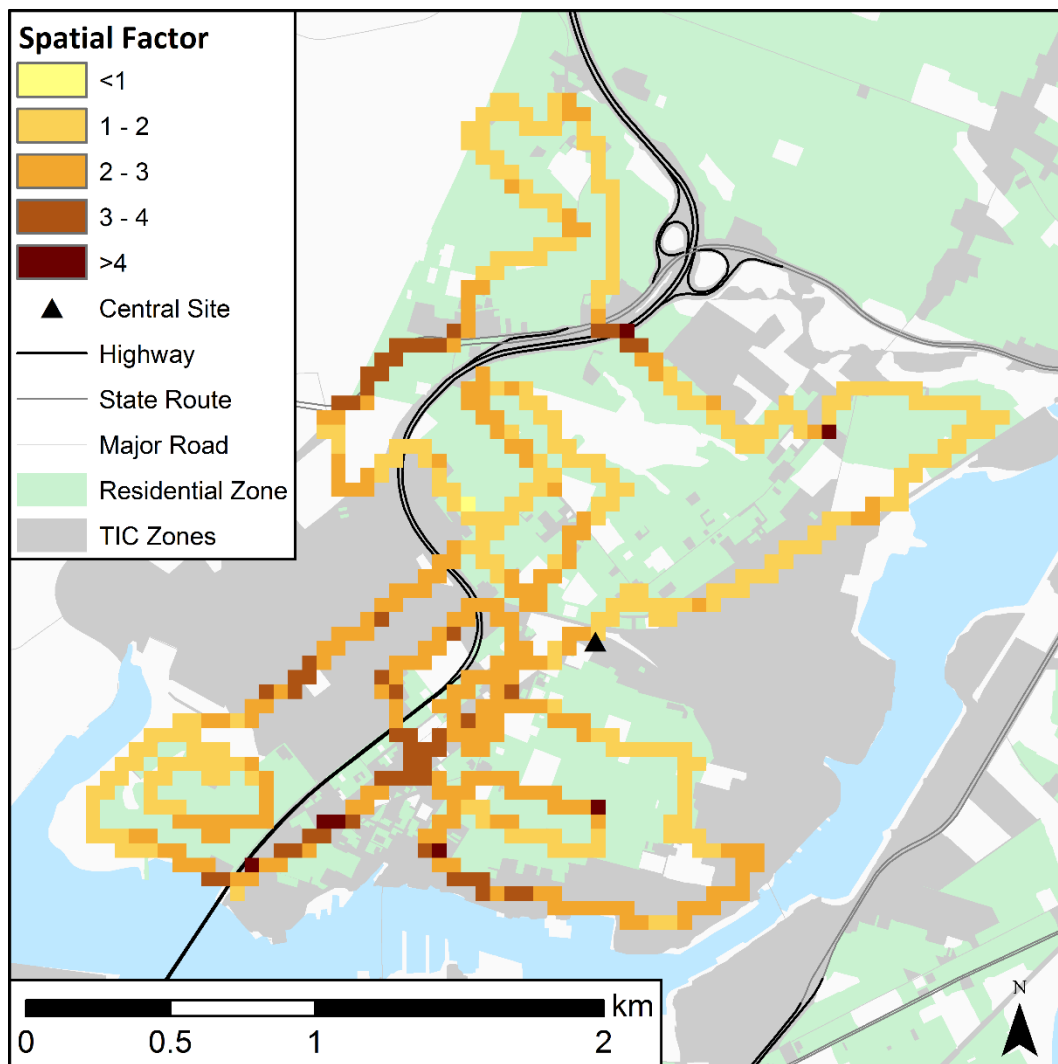 Spatial Factor
<1
1 - 2
2 - 3
3 - 4
>4
Central Site
Highway
State Route
Major Road
Residential Zone
TIC Zones
km
0 0.5 1 2
N